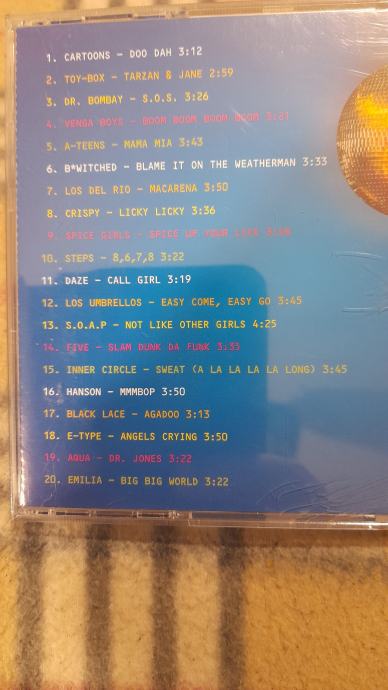 1. CARTOONS – DOO DAH 3:12
2. TOY-BOX – TARZAN & JANE 2:59
3. DR. BOMBAY – S.O.S. 3:26
4. VENGA BOYS – BOOM BOOM BOOM BOOM
5. A-TEENS – MAMA MIA 3:43
6. B*WITCHED – BLAME IT ON THE WEATHERMAN 3:33
7. LOS DEL RIO – MACARENA 3:50
8. CRISPY – LICKY LICKY 3:36
9. SPICE GIRLS – SPICE UP YOUR LIFE
10. STEPS – 8,6,7,8 3:22
11. DAZE – CALL GIRL 3:19
12. LOS UMBRELLOS – EASY COME, EASY GO 3:45
13. S.O.A.P – NOT LIKE OTHER GIRLS 4:25
14. FIVE – SLAM DUNK DA FUNK 3:35
15. INNER CIRCLE – SWEAT (A LA LA LA LA LONG) 3:45
16. HANSON – MMMBOP 3:50
17. BLACK LACE – AGADOO 3:13
18. E-TYPE – ANGELS CRYING 3:50
19. AQUA – DR. JONES 3:22
20. EMILIA – BIG BIG WORLD 3:22